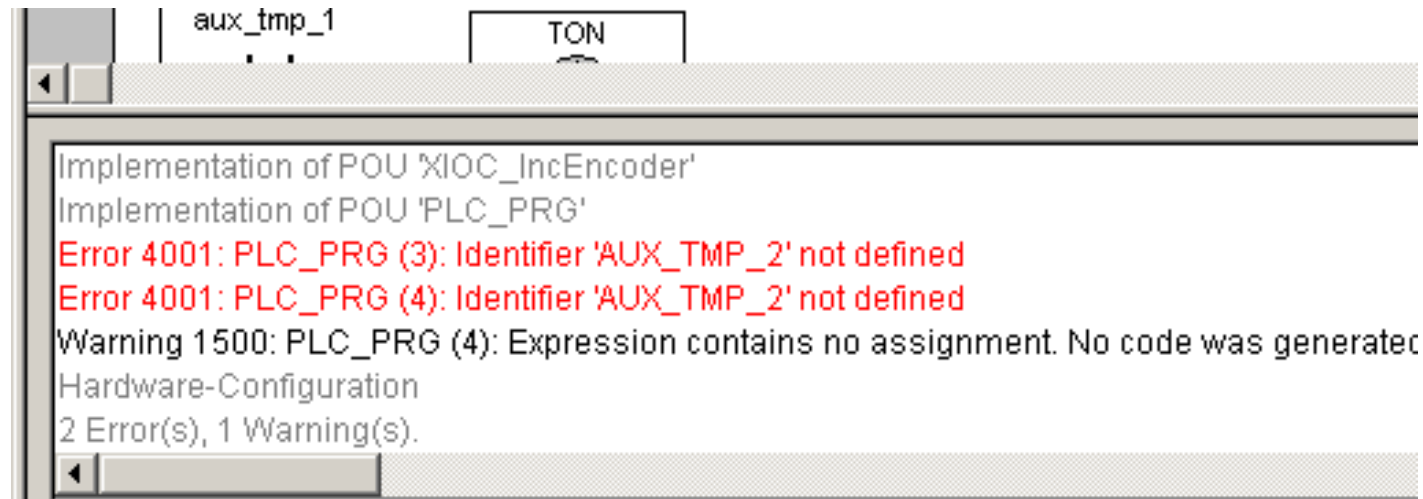 aux_tmp_1
TON
Implementation of POU 'XIOC_IncEncoder'
Implementation of POU 'PLC_PRG'
Error 4001: PLC_PRG (3): Identifier 'AUX_TMP_2' not defined
Error 4001: PLC_PRG (4): Identifier 'AUX_TMP_2' not defined
Warning 1500: PLC_PRG (4): Expression contains no assignment. No code was generated
Hardware-Configuration
2 Error(s), 1 Warning(s).